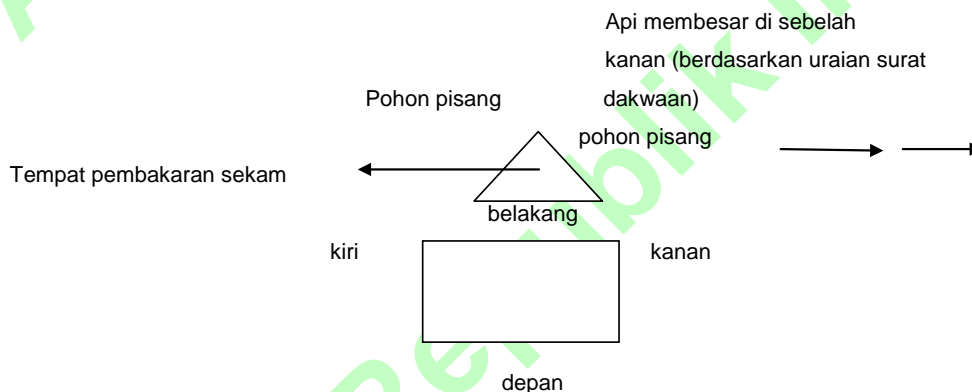 Api membesar di sebelah
kanan (berdasarkan uraian surat
Pohon pisang dakwaan)
pohon pisang
Tempat pembakaran sekam
belakang
kiri kanan
depan